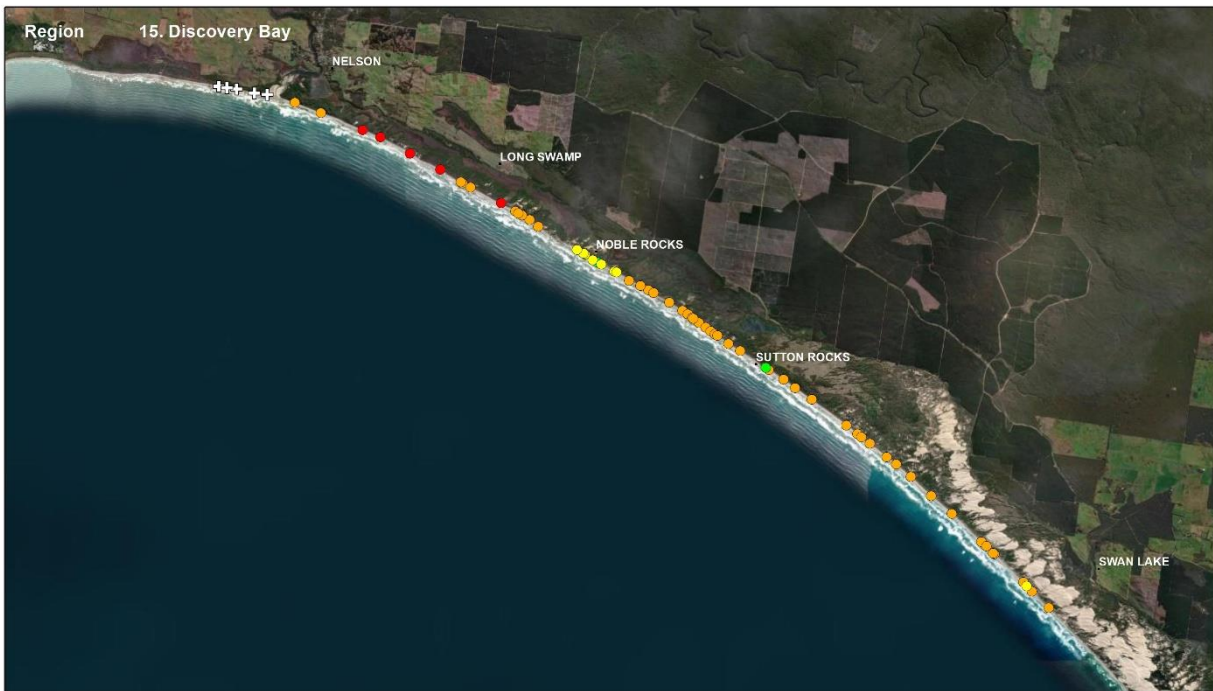 Region 15. Discovery Bay
NELSON
LONG SWAMP
NOBLE ROCKS
SUTTON ROCKS
SWAN LAKE